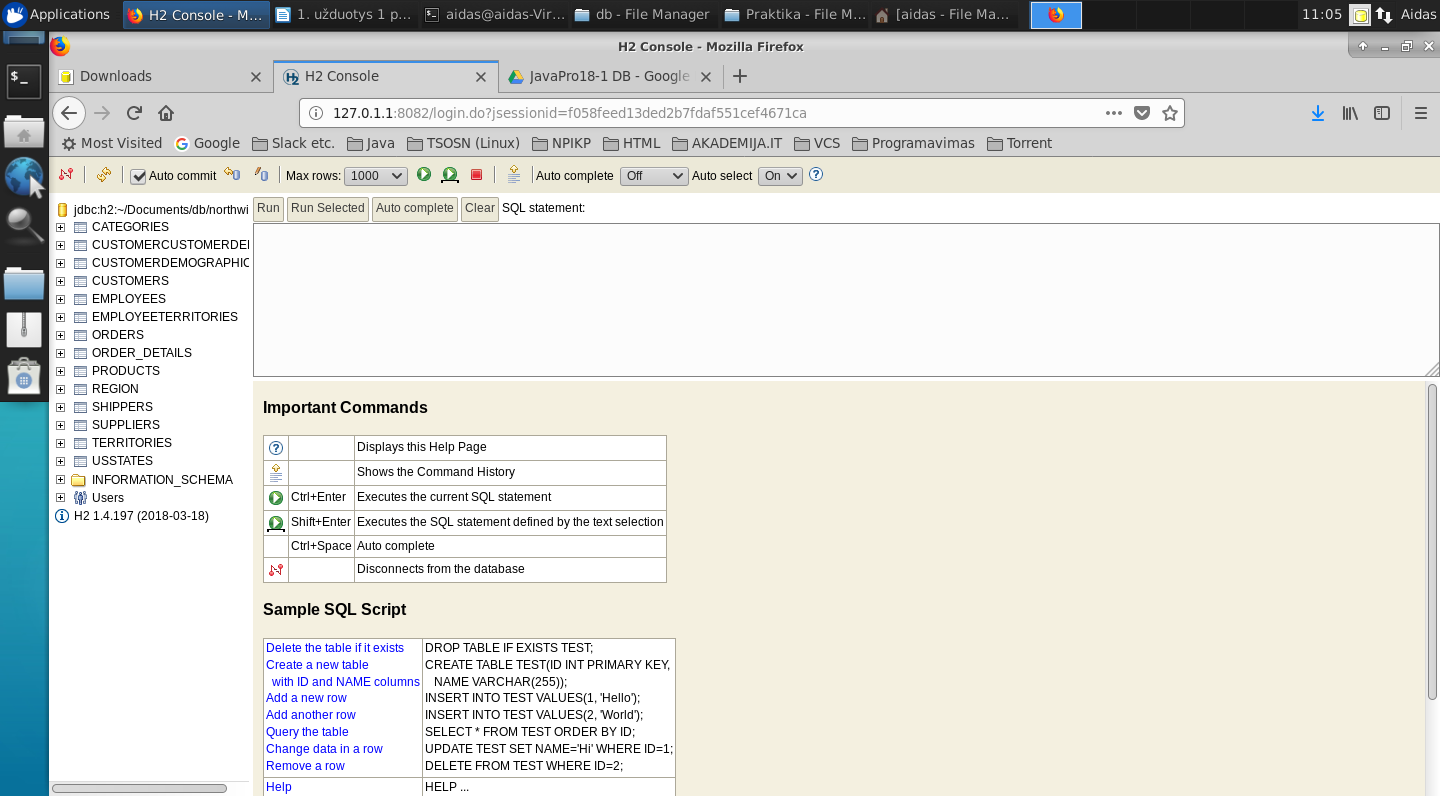 Applications
H2 Console - M...
1. užduotys 1 p...
aidas@aidas-Vir...
db - File Manager
Praktika - File M...
[aidas - File Ma...
11:05
Aidas
H2 Console - Mozilla Firefox
Downloads
H2 Console
JavaPro18-1 DB - Google
127.0.1.1:8082/login.do?jsessionid=f058feed13ded2b7fdaf551cef4671ca
Most Visited
Google
Slack etc.
Java
TSOSN (Linux)
NPIKP
HTML
AKADEMIJA.IT
VCS
Programavimas
Torrent
Auto commit
Max rows: 1000
Auto complete Off
Auto select On
jdbc:h2:~/Documents/db/northwi
CATEGORIES
CUSTOMERCUSTOMERDE
CUSTOMERDEMOGRAPHIC
CUSTOMERS
EMPLOYEES
EMPLOYEETERRITORIES
ORDERS
ORDER_DETAILS
PRODUCTS
REGION
SHIPPERS
SUPPLIERS
TERRITORIES
USSTATES
INFORMATION_SCHEMA
Users
H2 1.4.197 (2018-03-18)
Run
Run Selected
Auto complete
Clear
SQL statement:
Important Commands
Displays this Help Page
Shows the Command History
Ctrl+Enter Executes the current SQL statement
Shift+Enter Executes the SQL statement defined by the text selection
Ctrl+Space Auto complete
Disconnects from the database
Sample SQL Script
Delete the table if it exists DROP TABLE IF EXISTS TEST;
Create a new table CREATE TABLE TEST(ID INT PRIMARY KEY,
with ID and NAME columns NAME VARCHAR(255));
Add a new row INSERT INTO TEST VALUES(1, 'Hello');
Add another row INSERT INTO TEST VALUES(2, 'World');
Query the table SELECT * FROM TEST ORDER BY ID;
Change data in a row UPDATE TEST SET NAME='Hi' WHERE ID=1;
Remove a row DELETE FROM TEST WHERE ID=2;
Help HELP ...